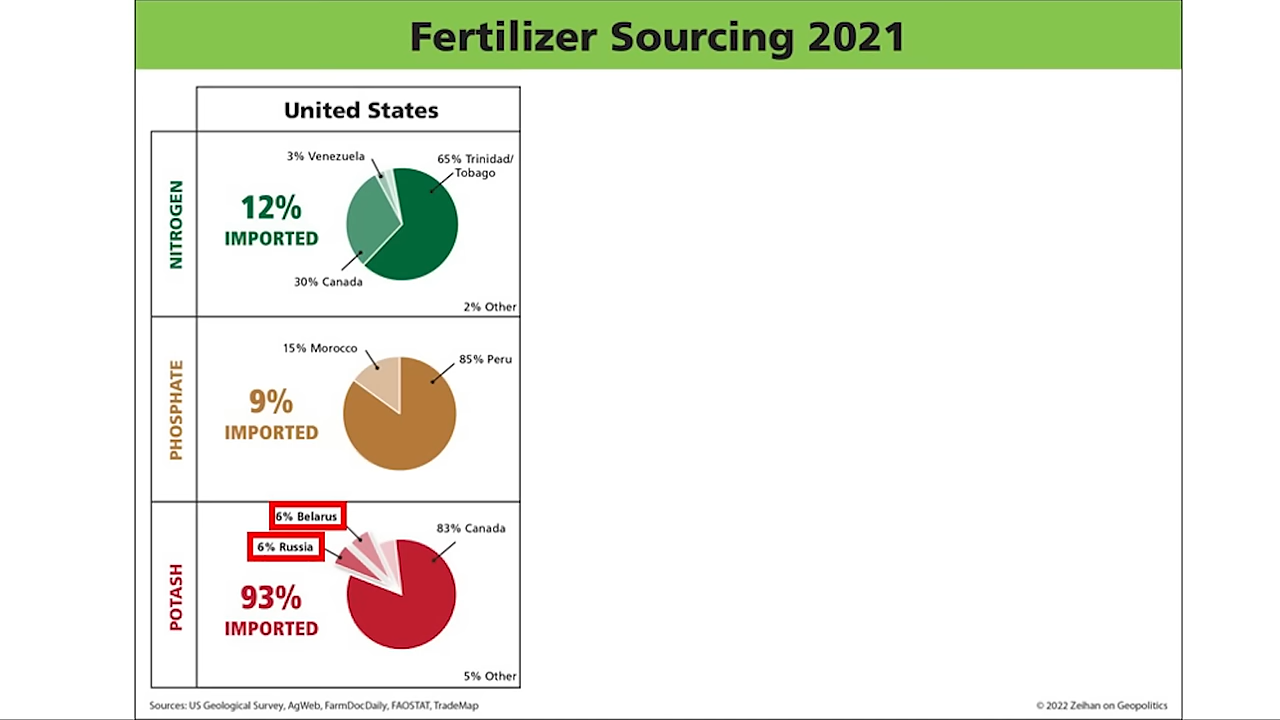 Fertilizer Sourcing 2021
United States
NITROGEN
12%
IMPORTED
3% Venezuela
65% Trinidad/
Tobago
30% Canada
2% Other
PHOSPHATE
9%
IMPORTED
15% Morocco
85% Peru
POTASH
93%
IMPORTED
6% Belarus
6% Russia
83% Canada
5% Other
Sources: US Geological Survey, AgWeb, FarmDocDaily, FAOSTAT, TradeMap
© 2022 Zeihan on Geopolitics